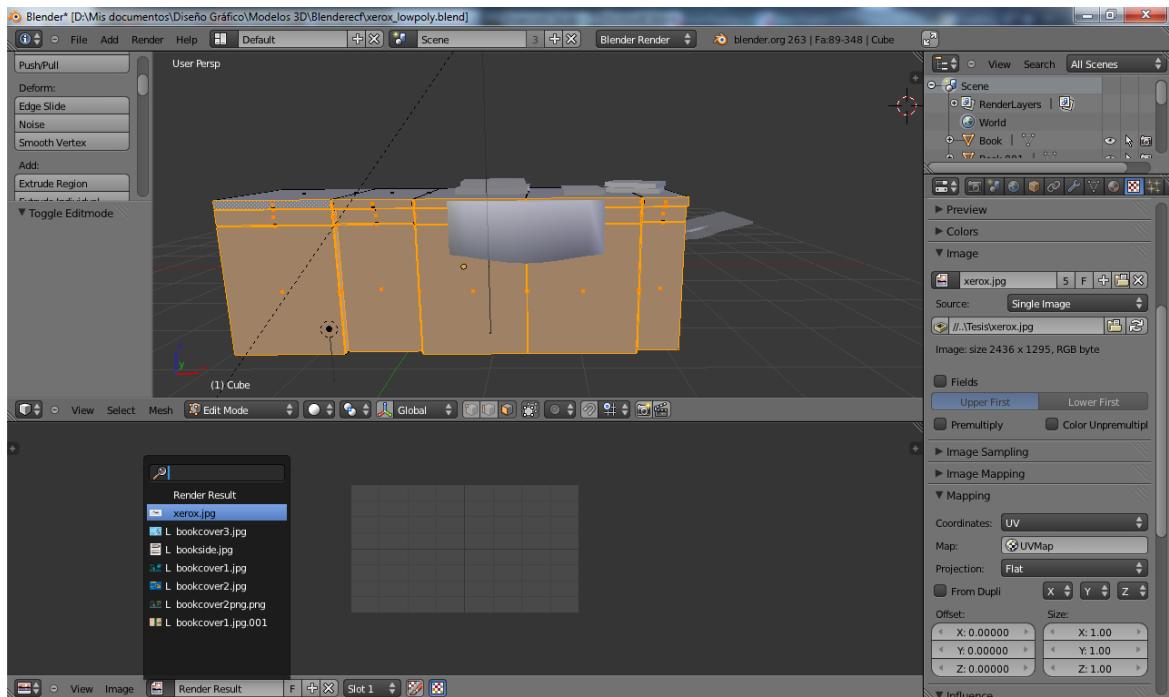 Blender* [D:\Mis documentos\Diseño Gráfico\Modelos 3D\Blenderecf\xerox_lowpoly.blend]
File Add Render Help Default Scene 3 Blender Render blender.org 263 | Fa:89-348 | Cube
Push/Pull
Deform:
Edge Slide
Noise
Smooth Vertex
Add:
Extrude Region
Extrude Individual
Toggle Editmode
User Persp
(1) Cube
View Select Mesh Edit Mode Global
Render Result
xerox.jpg
L bookcover3.jpg
L bookside.jpg
L bookcover1.jpg
L bookcover2.jpg
L bookcover2png.png
L bookcover1.jpg.001
View Image Render Result F Slot 1
View Search All Scenes
Scene
RenderLayers |
World
Book |
Book.001 |
Preview
Colors
Image
xerox.jpg 5 F
Source: Single Image
//..\Tesis\xerox.jpg
Image: size 2436 x 1295, RGB byte
Fields
Upper First Lower First
Premultiply Color Unpremultipl
Image Sampling
Image Mapping
Mapping
Coordinates: UV
Map: UVMap
Projection: Flat
From Dupli X Y Z
Offset: Size:
X: 0.00000 X: 1.00
Y: 0.00000 Y: 1.00
Z: 0.00000 Z: 1.00
Influence